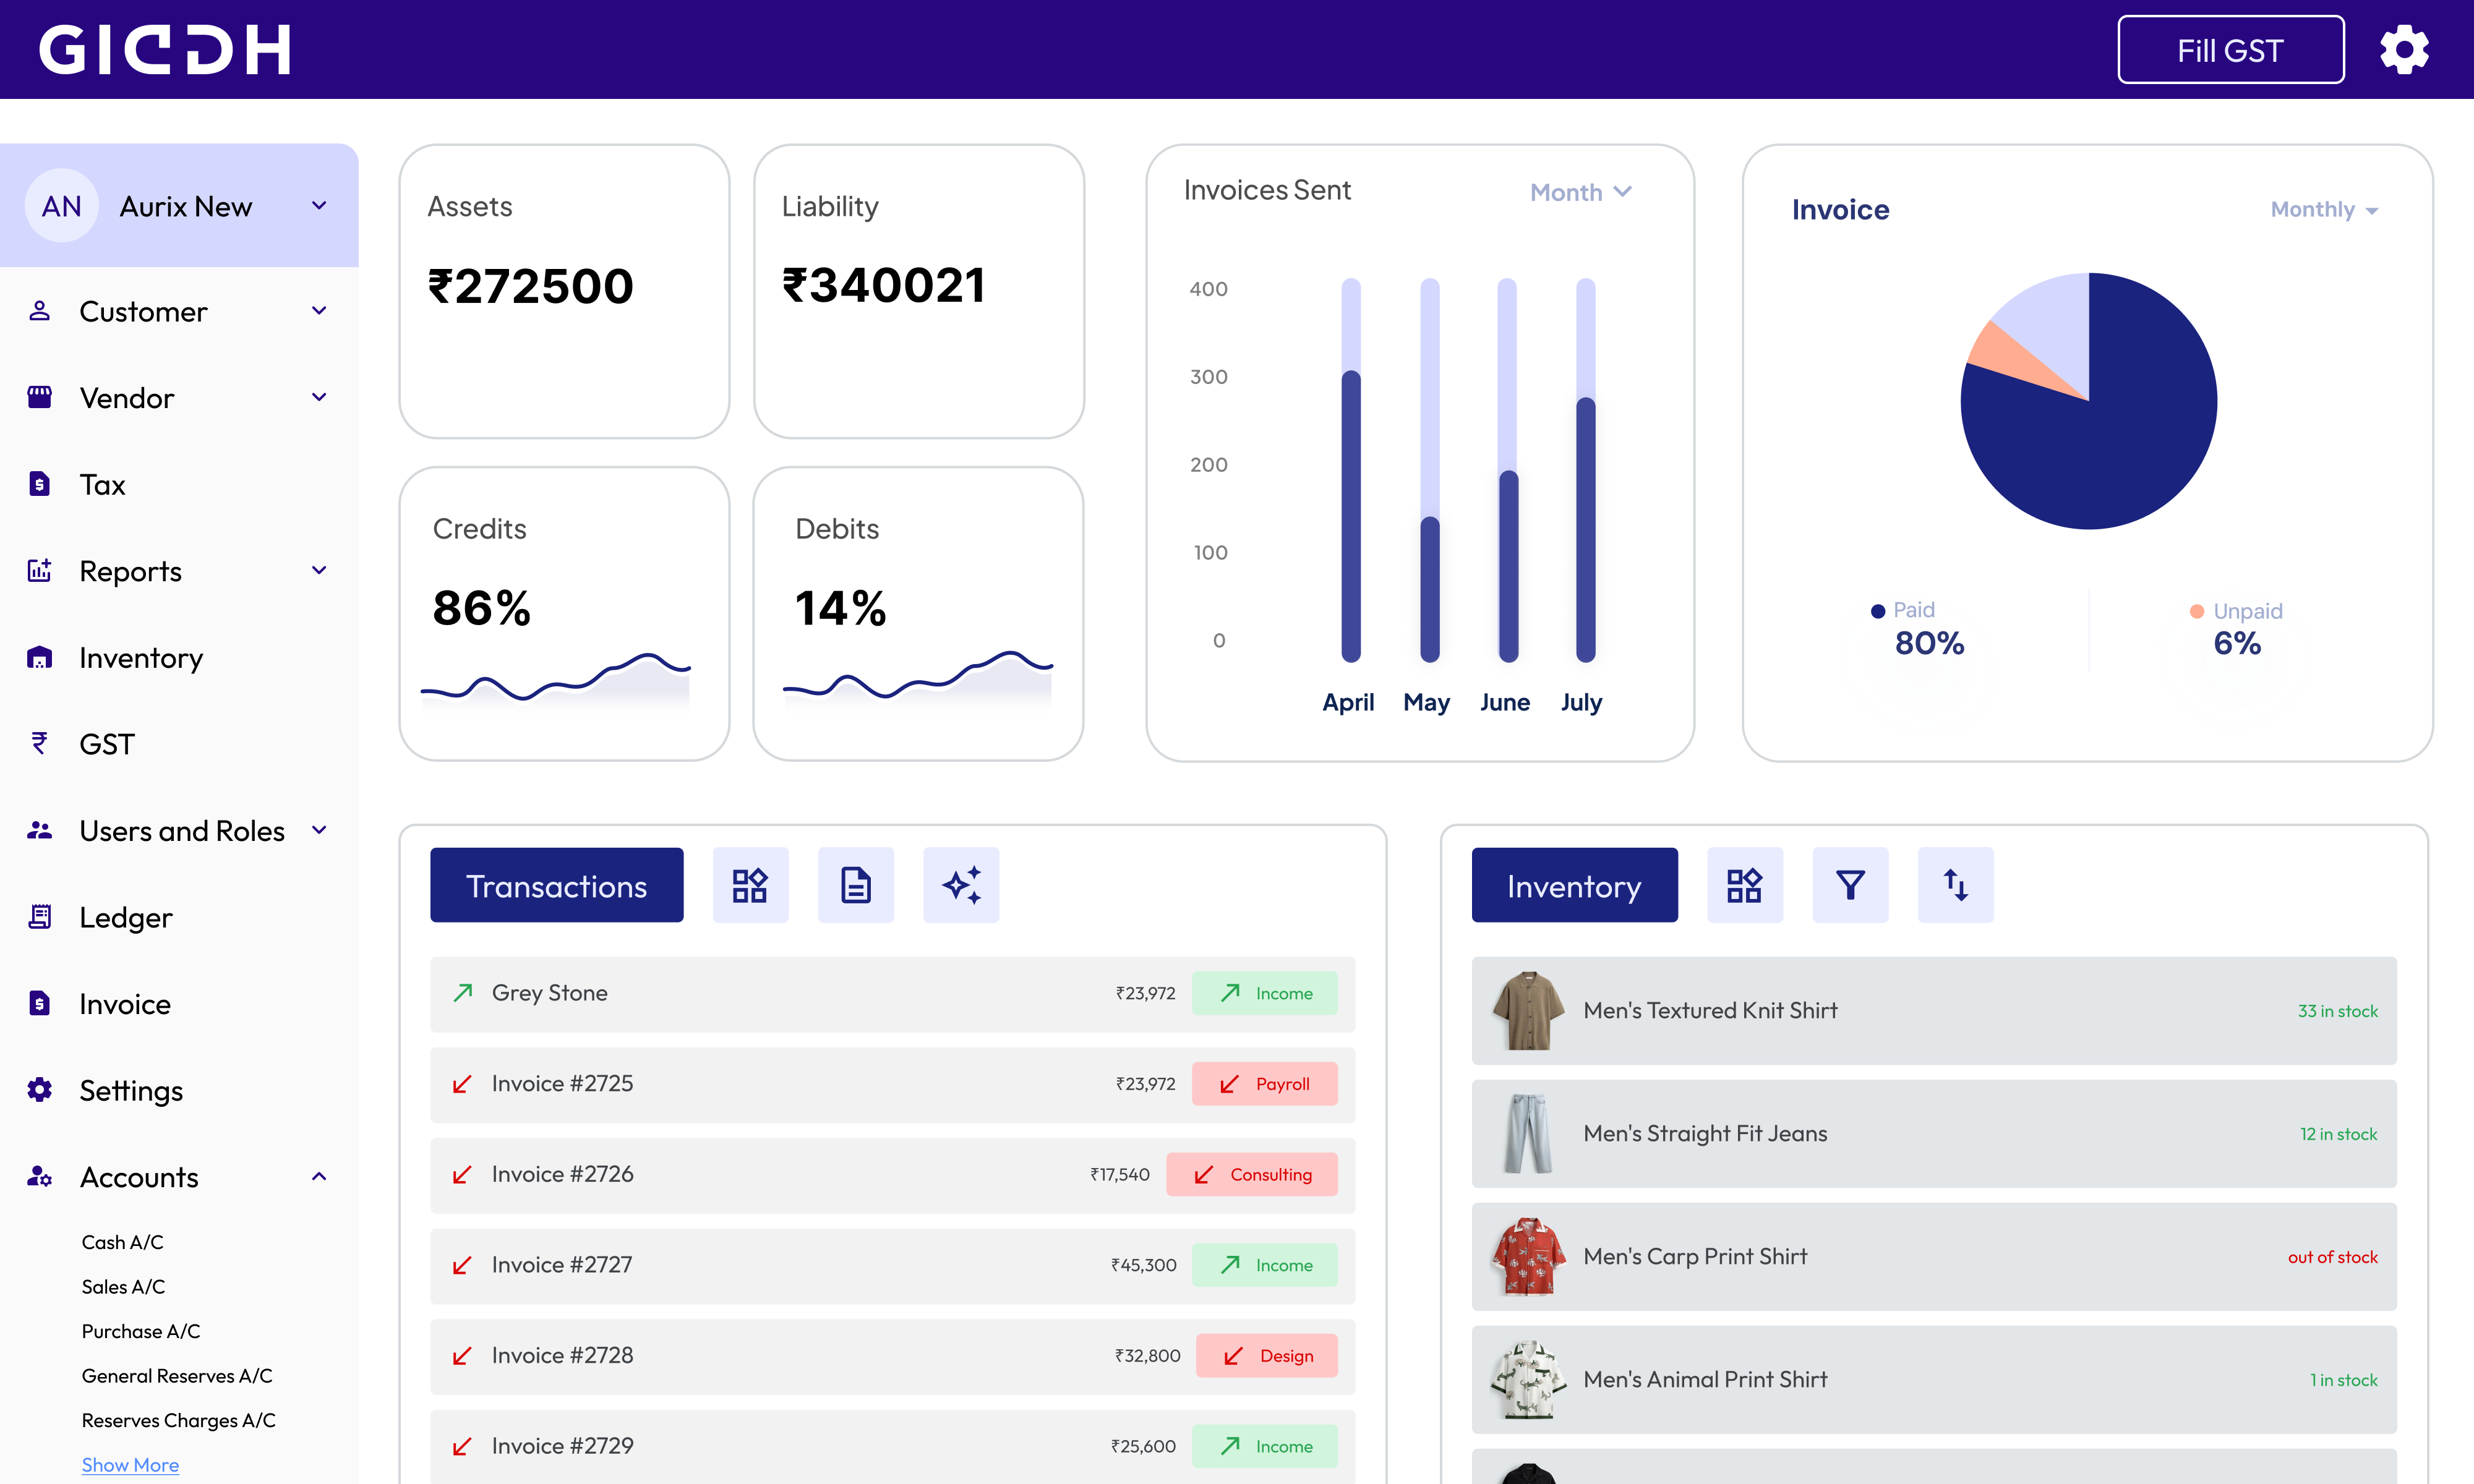 GIDDH
Fill GST
AN
Aurix New
Customer
Vendor
Tax
Reports
Inventory
GST
Users and Roles
Ledger
Invoice
Settings
Accounts
Cash A/C
Sales A/C
Purchase A/C
General Reserves A/C
Reserves Charges A/C
Show More
Assets
₹272500
Liability
₹340021
Credits
86%
Debits
14%
Invoices Sent
Month
400
300
200
100
0
April May June July
Invoice
Monthly
Paid
80%
Unpaid
6%
Transactions
Grey Stone ₹23,972 Income
Invoice #2725 ₹23,972 Payroll
Invoice #2726 ₹17,540 Consulting
Invoice #2727 ₹45,300 Income
Invoice #2728 ₹32,800 Design
Invoice #2729 ₹25,600 Income
Inventory
Men's Textured Knit Shirt 33 in stock
Men's Straight Fit Jeans 12 in stock
Men's Carp Print Shirt out of stock
Men's Animal Print Shirt 1 in stock